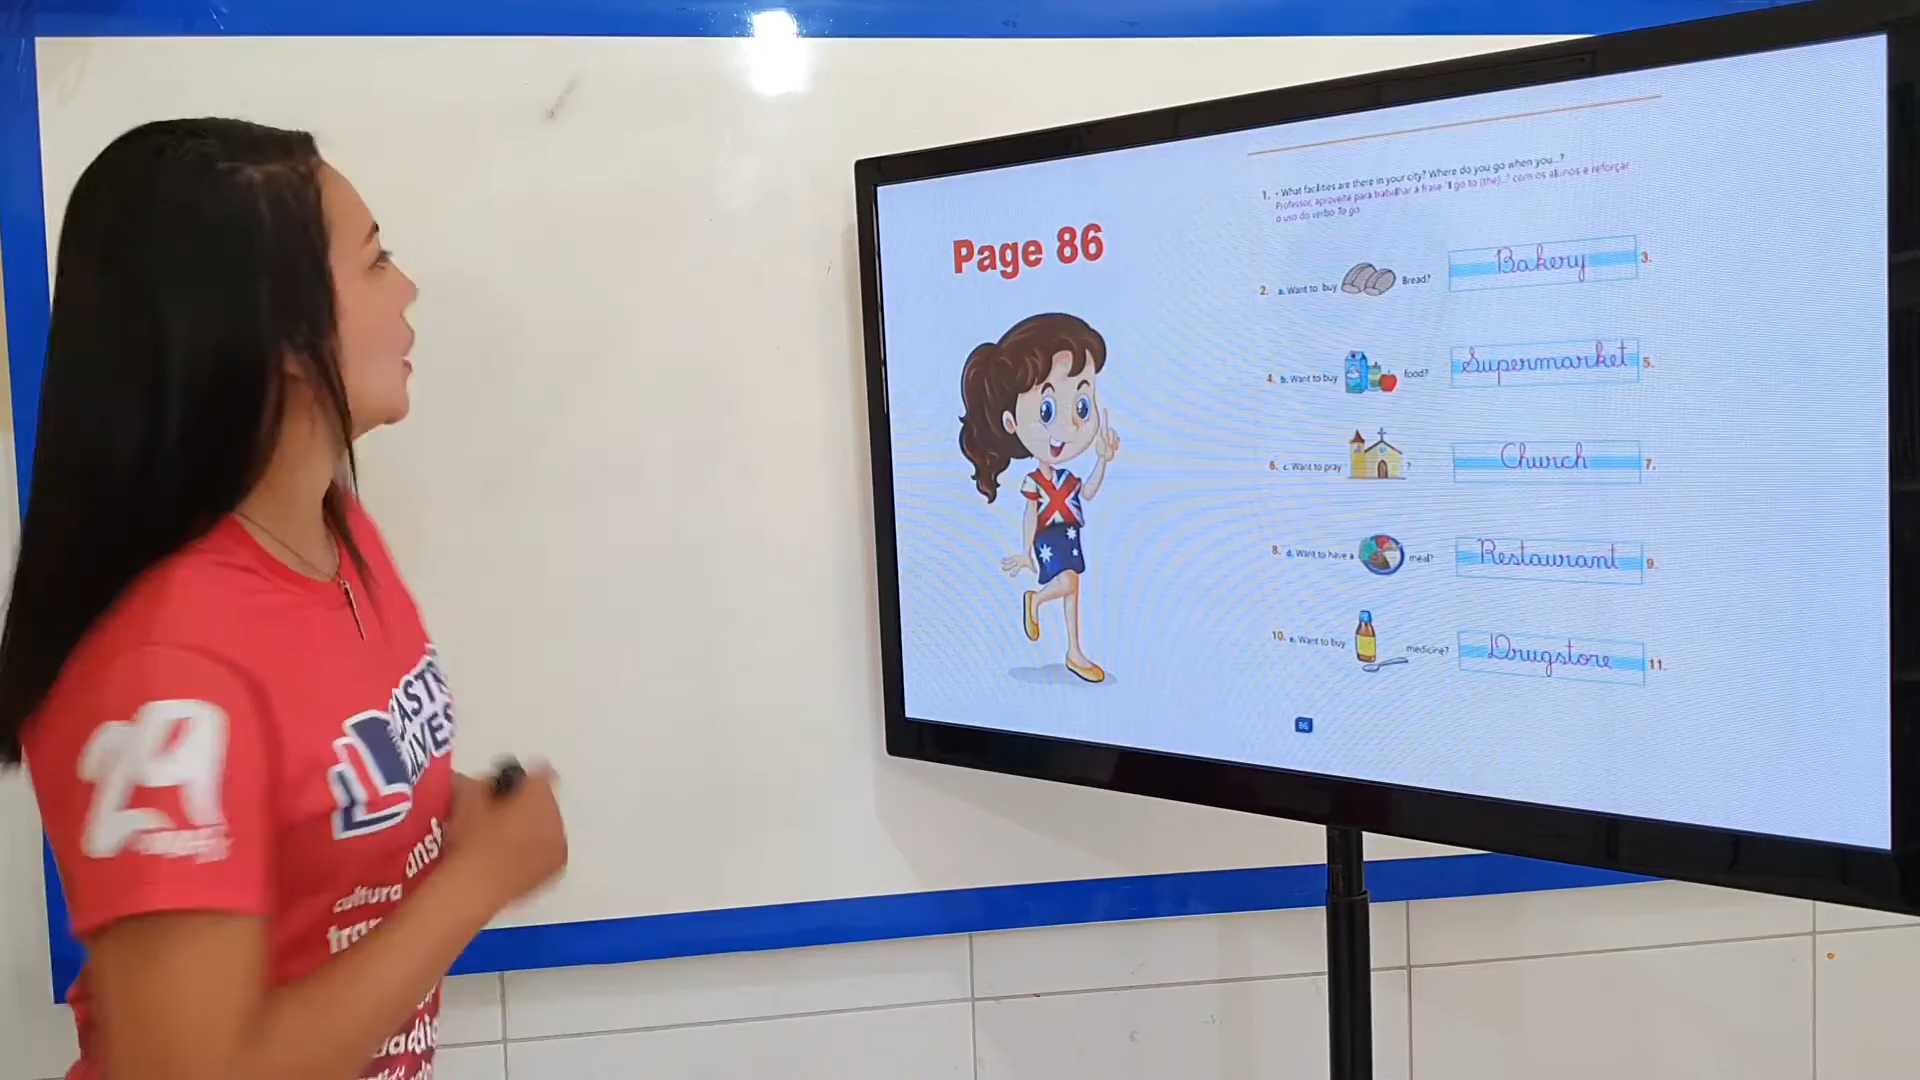 Page 86
1. - What facilities are there in your city? Where do you go when you...?
Professor, aproveite para trabalhar a frase "I go to (the)..." com os alunos e reforçar
o uso do verbo To go
2. a. Want to buy Bread? Bakery 3.
4. b. Want to buy food? Supermarket 5.
6. c. Want to pray ? Church 7.
8. d. Want to have a meal? Restaurant 9.
10. e. Want to buy medicine? Drugstore 11.
86
29
CASTRO
ALVES
cultura